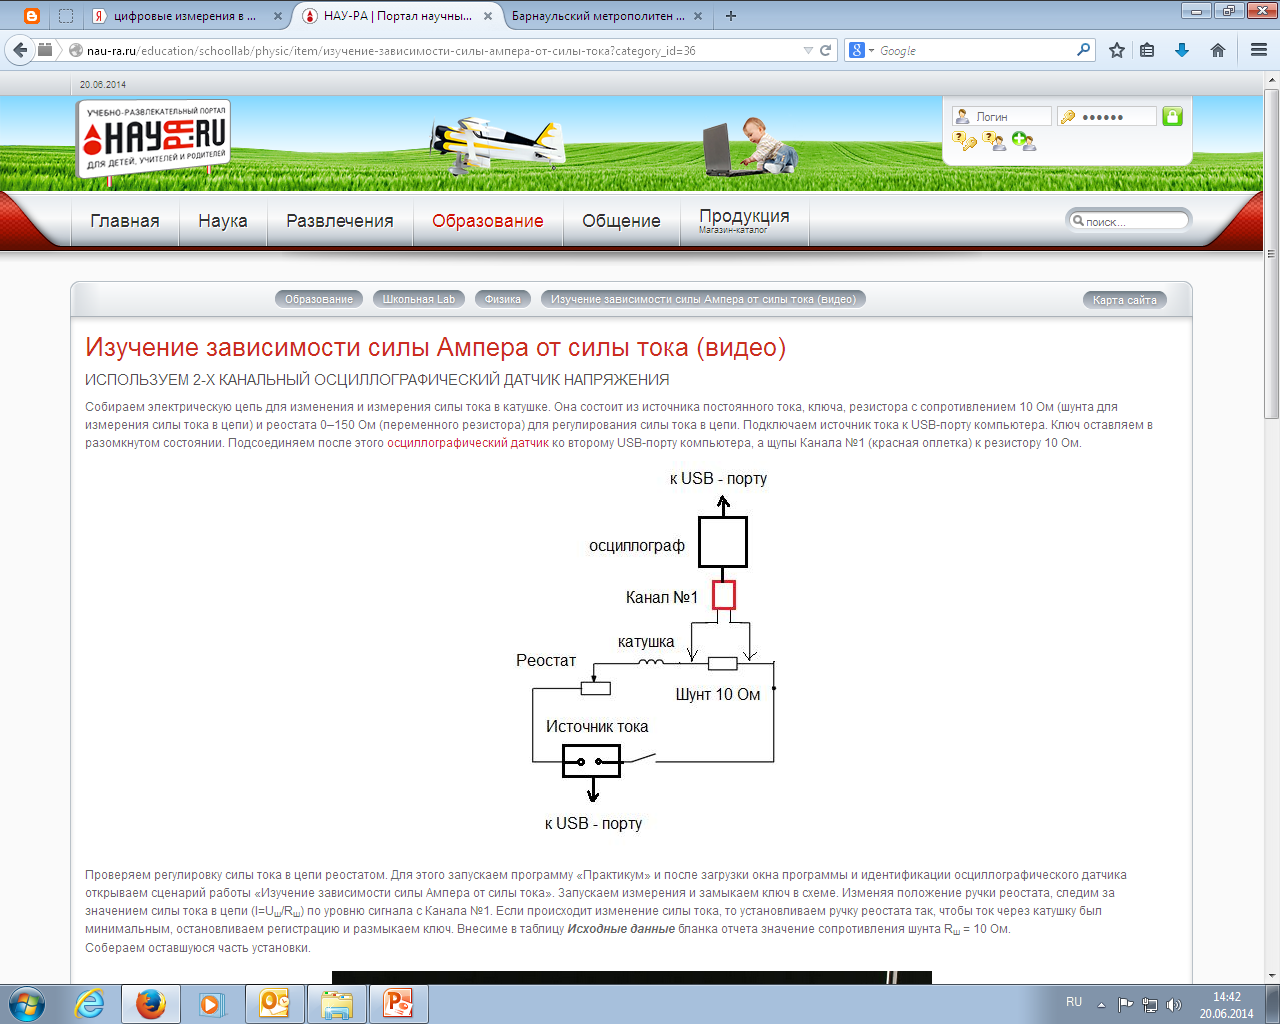 цифровые измерения в ...
НАУ-РА | Портал научны...
Барнаульский метрополитен ...
nau-ra.ru/education/schoollab/physic/item/изучение-зависимости-силы-ампера-от-силы-тока?category_id=36
Google
20.06.2014
УЧЕБНО-РАЗВЛЕКАТЕЛЬНЫЙ ПОРТАЛ
НАУРА.RU
ДЛЯ ДЕТЕЙ, УЧИТЕЛЕЙ И РОДИТЕЛЕЙ
Логин
Главная
Наука
Развлечения
Образование
Общение
Продукция
Магазин-каталог
поиск...
Образование
Школьная Lab
Физика
Изучение зависимости силы Ампера от силы тока (видео)
Карта сайта
Изучение зависимости силы Ампера от силы тока (видео)
ИСПОЛЬЗУЕМ 2-Х КАНАЛЬНЫЙ ОСЦИЛЛОГРАФИЧЕСКИЙ ДАТЧИК НАПРЯЖЕНИЯ
Собираем электрическую цепь для изменения и измерения силы тока в катушке. Она состоит из источника постоянного тока, ключа, резистора с сопротивлением 10 Ом (шунта для
измерения силы тока в цепи) и реостата 0–150 Ом (переменного резистора) для регулирования силы тока в цепи. Подключаем источник тока к USB-порту компьютера. Ключ оставляем в
разомкнутом состоянии. Подсоединяем после этого осциллографический датчик ко второму USB-порту компьютера, а щупы Канала №1 (красная оплетка) к резистору 10 Ом.
к USB - порту
осциллограф
Канал №1
катушка
Реостат
Шунт 10 Ом
Источник тока
к USB - порту
Проверяем регулировку силы тока в цепи реостатом. Для этого запускаем программу «Практикум» и после загрузки окна программы и идентификации осциллографического датчика
открываем сценарий работы «Изучение зависимости силы Ампера от силы тока». Запускаем измерения и замыкаем ключ в схеме. Изменяя положение ручки реостата, следим за
значением силы тока в цепи (I=Uш/Rш) по уровню сигнала с Канала №1. Если происходит изменение силы тока, то установливаем ручку реостата так, чтобы ток через катушку был
минимальным, остановливаем регистрацию и размыкаем ключ. Внесиме в таблицу Исходные данные бланка отчета значение сопротивления шунта Rш = 10 Ом.
Собераем оставшуюся часть установки.
RU
14:42
20.06.2014